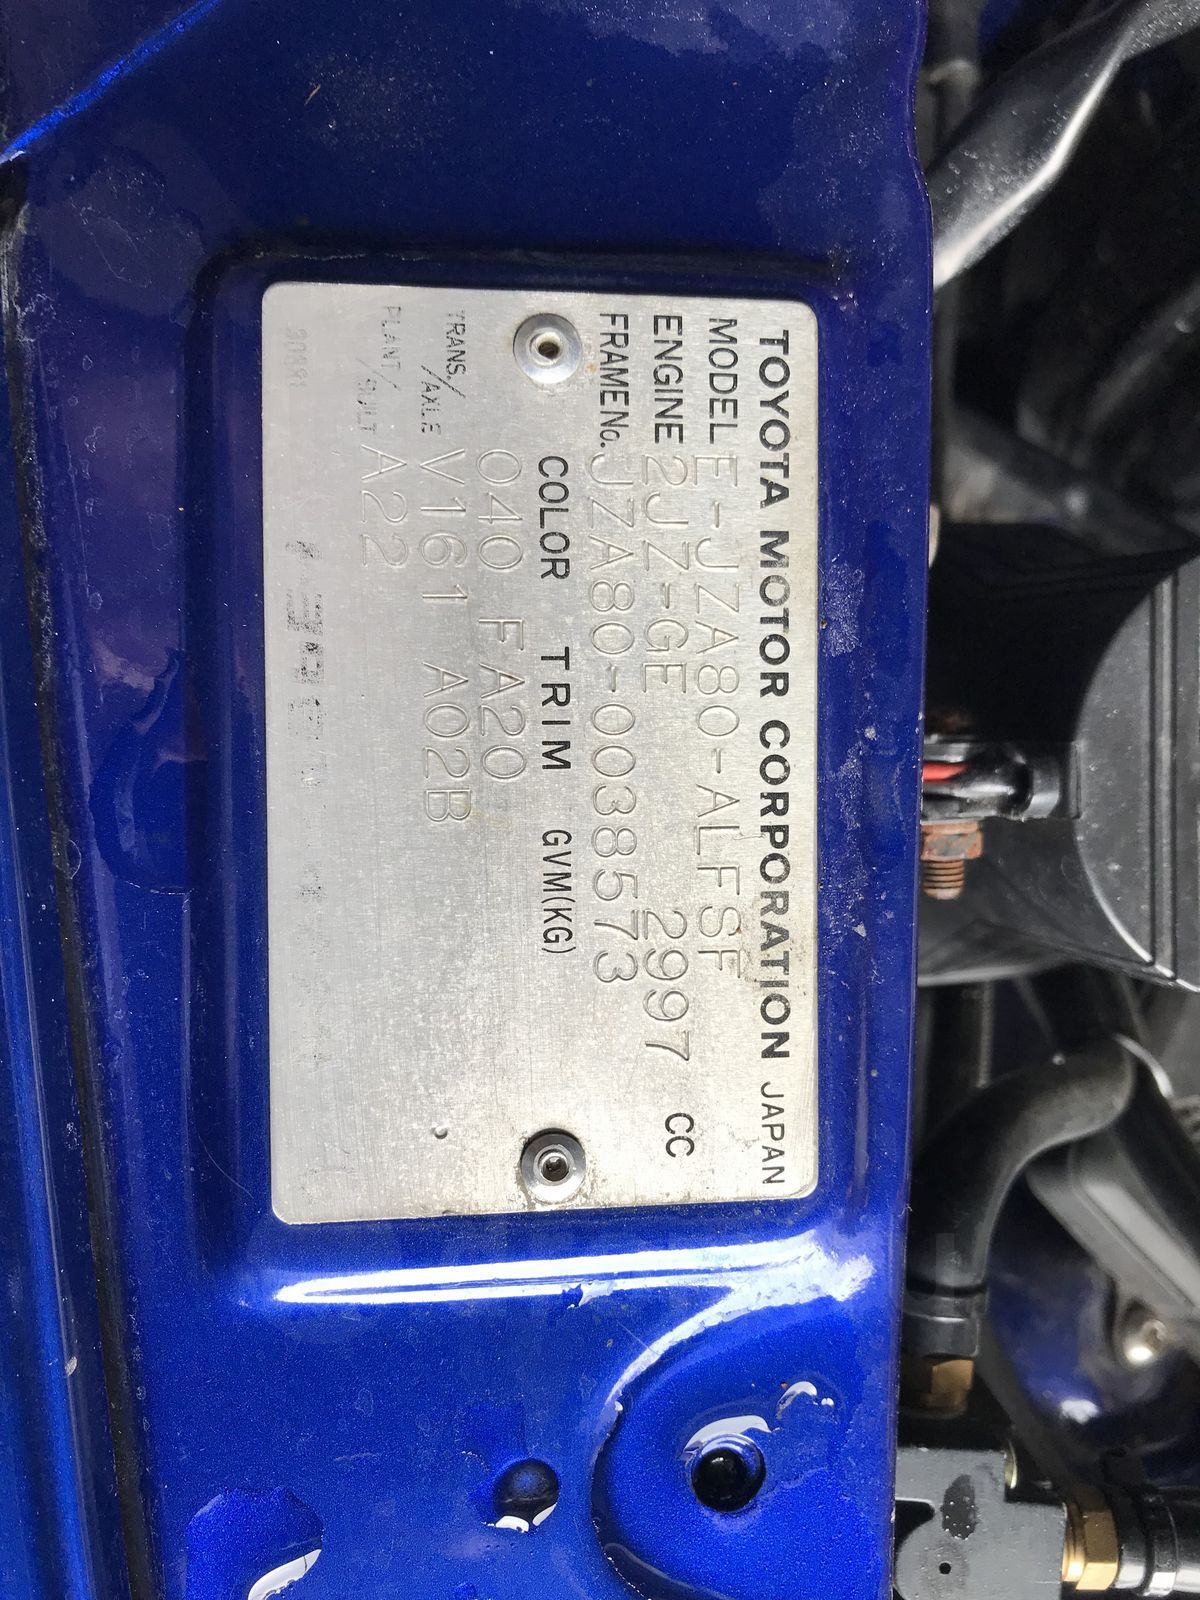 TOYOTA MOTOR CORPORATION JAPAN
MODEL E-JZA80-ALFSF
ENGINE 2JZ-GE 2997 CC
FRAME No. JZA80-0038573
COLOR TRIM GVM(KG)
040 FA20
TRANS./AXLE V161 A02B
PLANT/BUILT A22